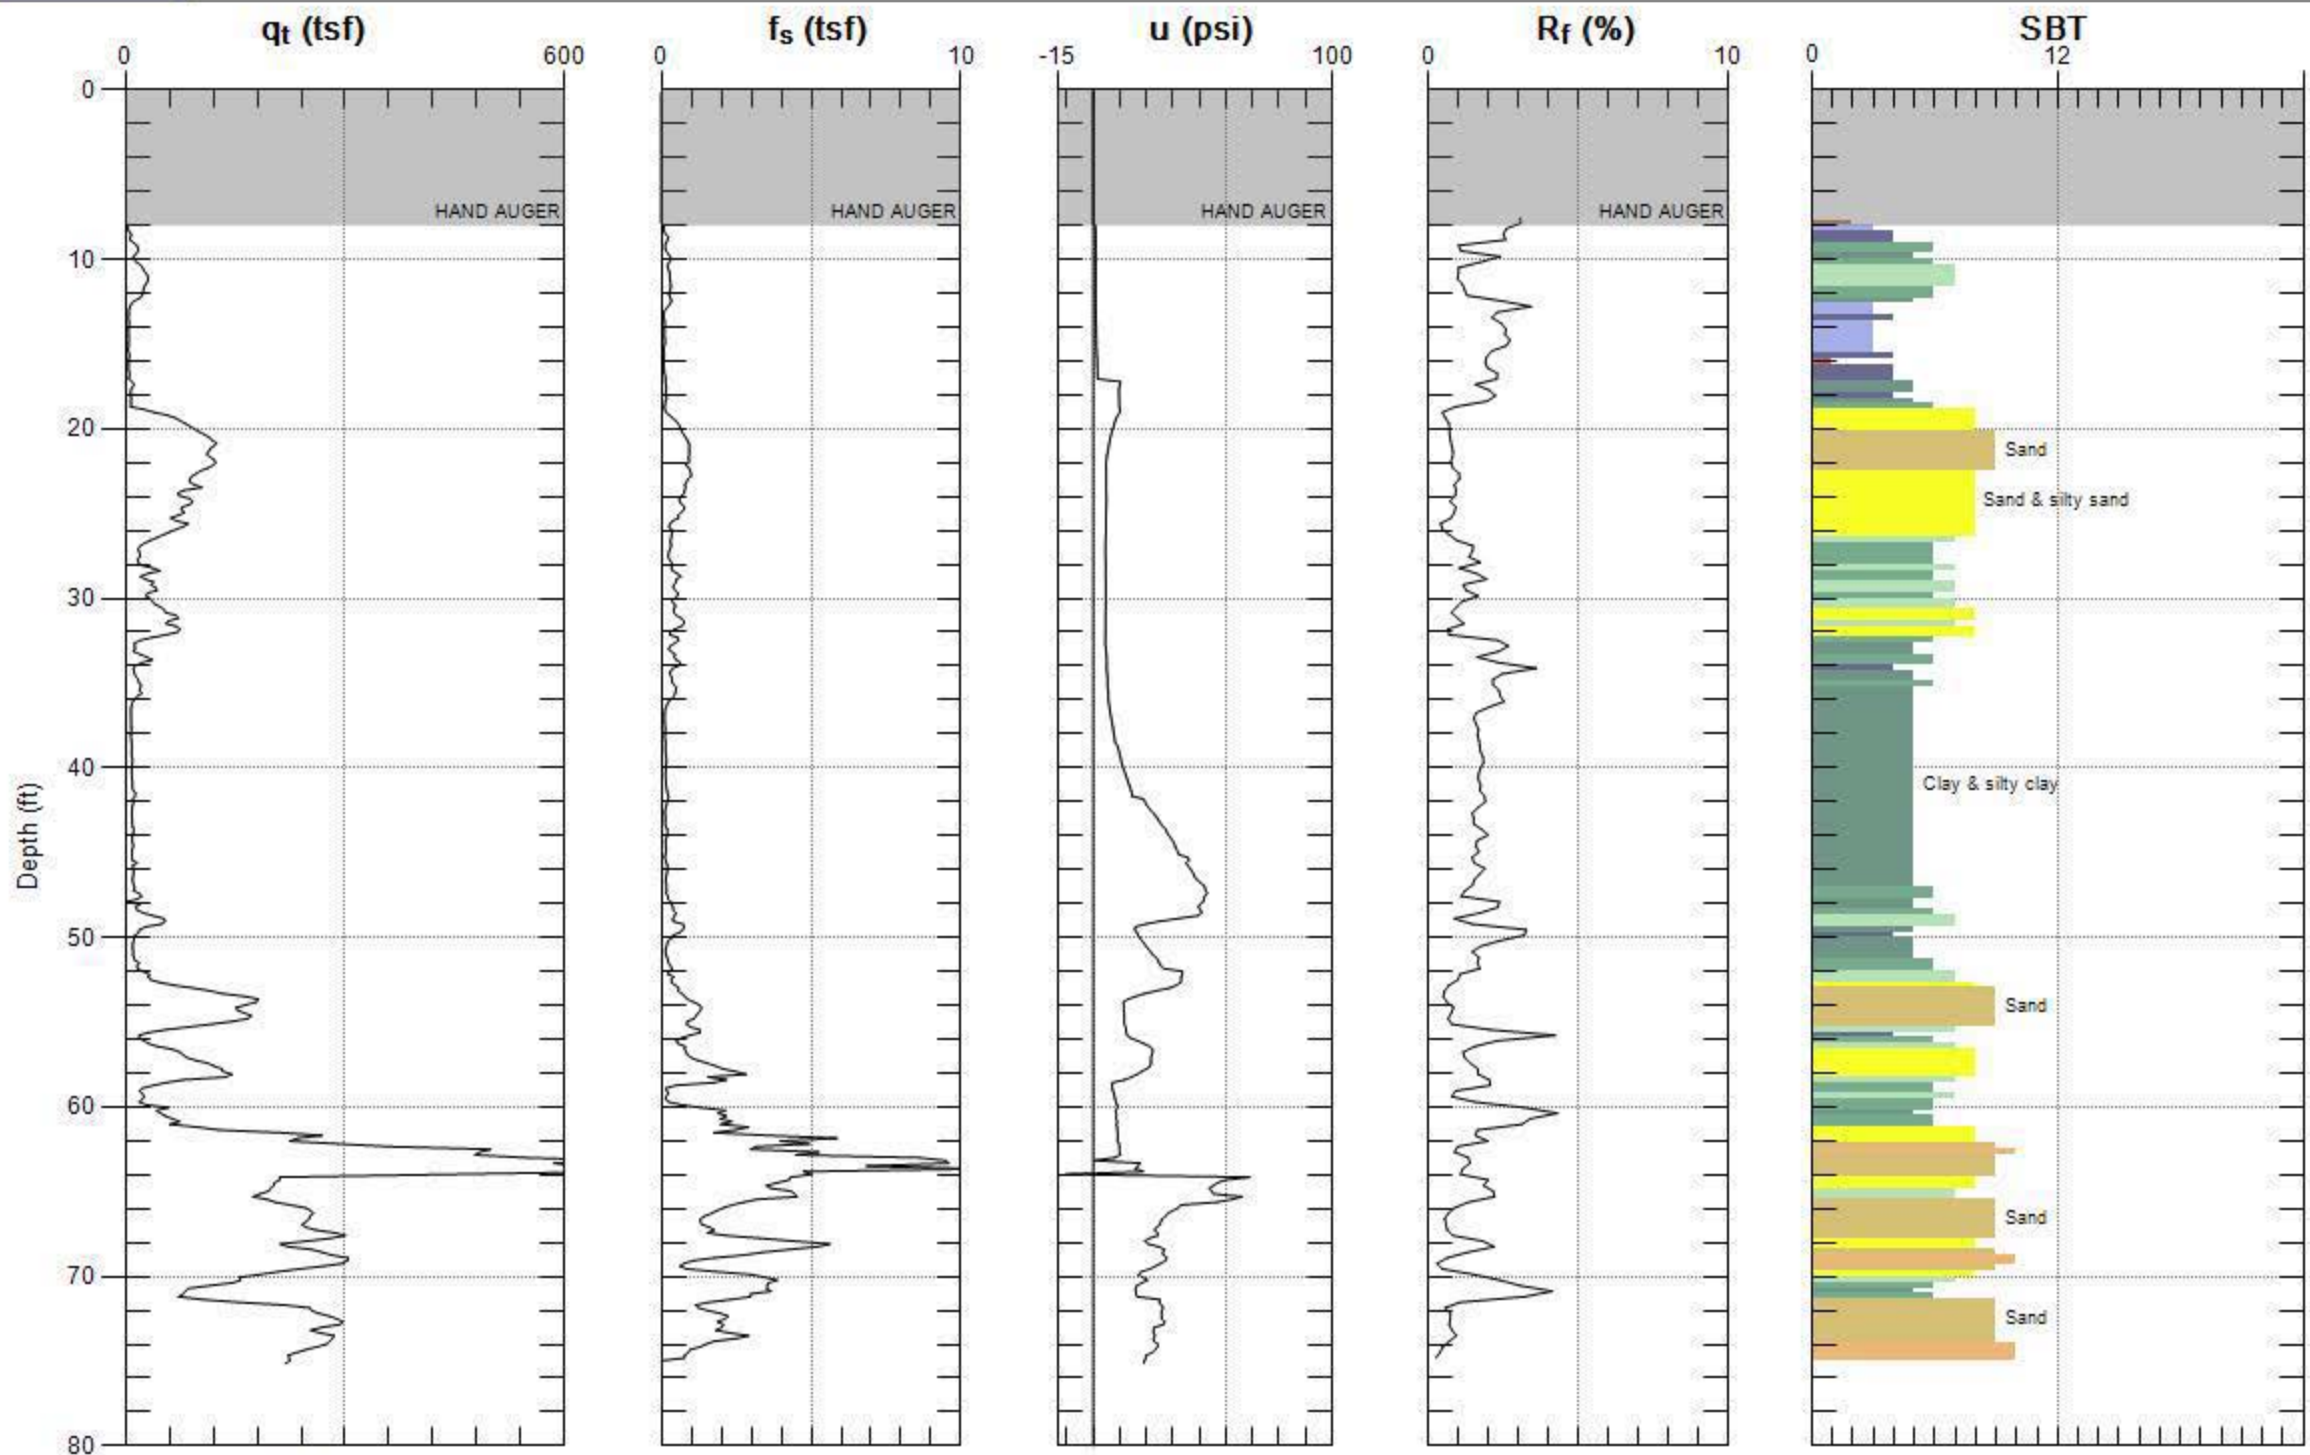 qt (tsf) fs (tsf) u (psi) Rf (%) SBT
0 600 0 10 -15 100 0 10 0 12
0
HAND AUGER HAND AUGER HAND AUGER HAND AUGER
10
20
Sand
Sand & silty sand
30
40
Clay & silty clay
Depth (ft)
50
Sand
60
Sand
70
Sand
80